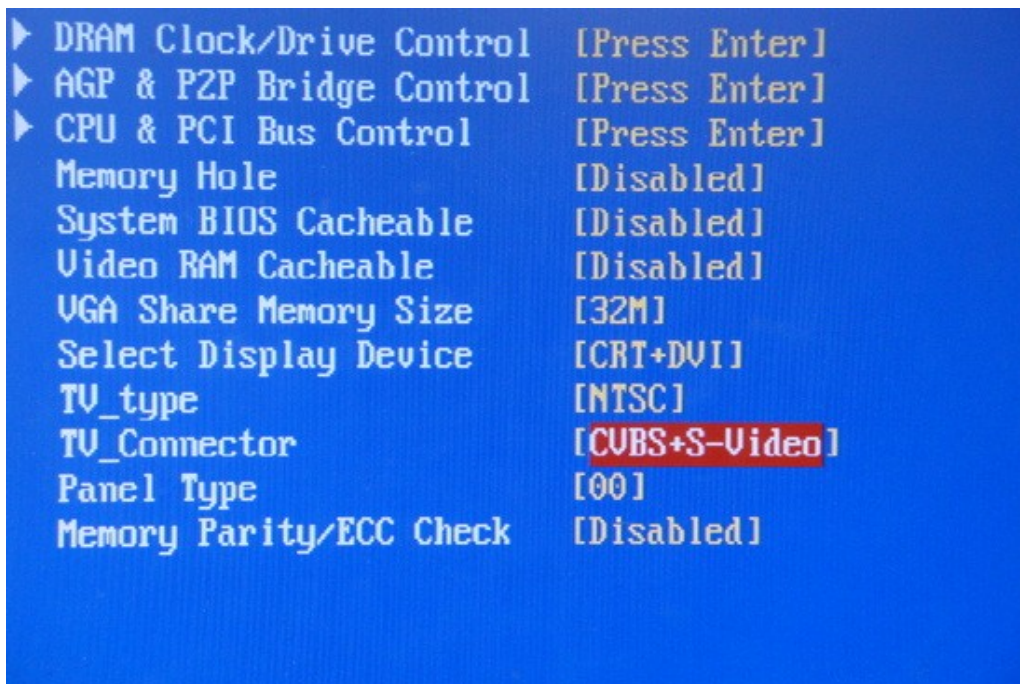 DRAM Clock/Drive Control [Press Enter]
AGP & P2P Bridge Control [Press Enter]
CPU & PCI Bus Control [Press Enter]
Memory Hole [Disabled]
System BIOS Cacheable [Disabled]
Video RAM Cacheable [Disabled]
VGA Share Memory Size [32M]
Select Display Device [CRT+DVI]
TV_type [NTSC]
TV_Connector [CVBS+S-Video]
Panel Type [00]
Memory Parity/ECC Check [Disabled]